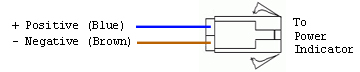 + Positive (Blue)
- Negative (Brown)
To
Power
Indicator